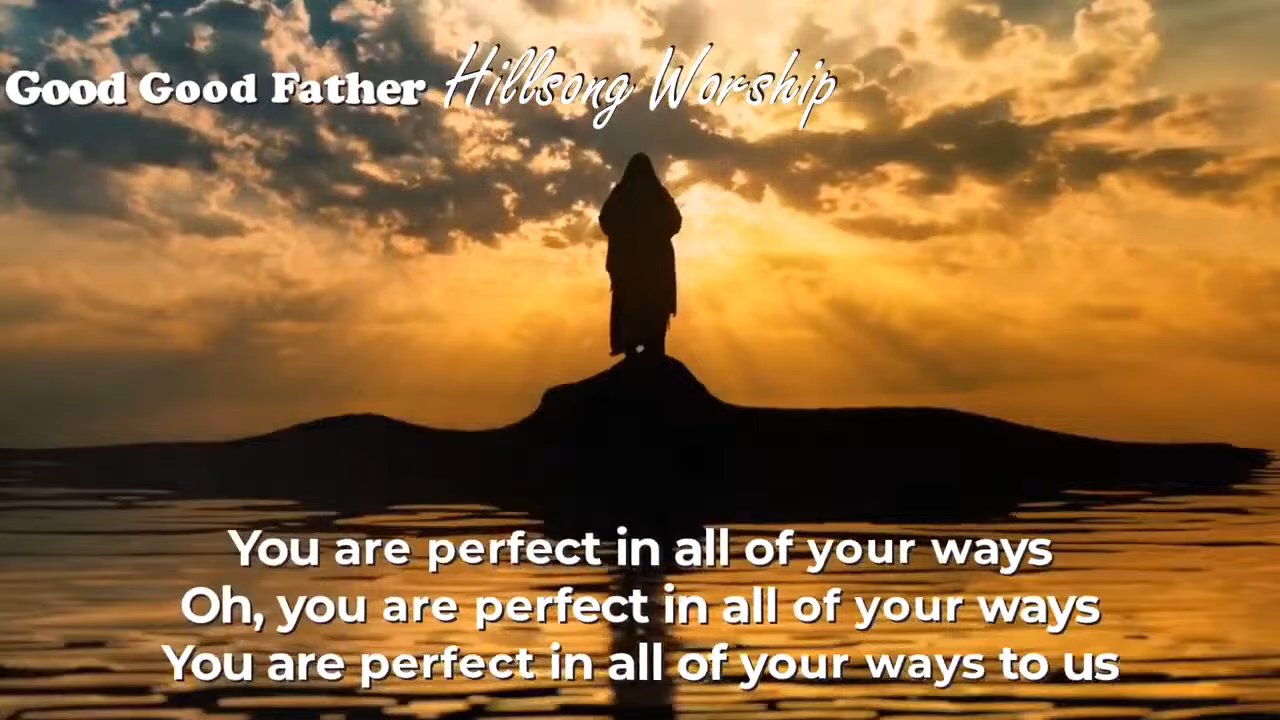 Good Good Father Hillsong Worship
You are perfect in all of your ways
Oh, you are perfect in all of your ways
You are perfect in all of your ways to us